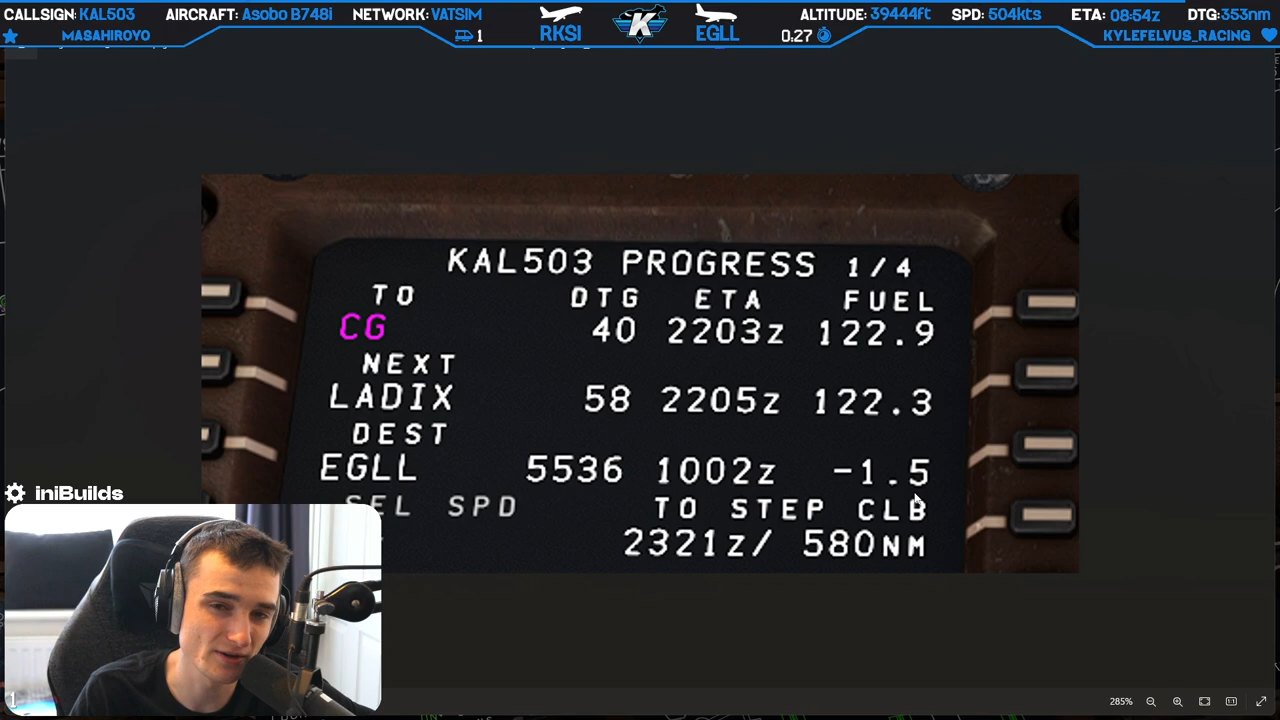 CALLSIGN: KAL503 AIRCRAFT: Asobo B748i NETWORK: VATSIM ALTITUDE: 39444ft SPD: 504kts ETA: 08:54z DTG: 353nm
MASAHIROYO 1 RKSI K EGLL 0:27 KYLEFELVUS_RACING
KAL503 PROGRESS 1/4
TO DTG ETA FUEL
CG 40 2203z 122.9
NEXT
LADIX 58 2205z 122.3
DEST
EGLL 5536 1002z -1.5
SEL SPD TO STEP CLB
2321z/ 580NM
iniBuilds
1
285% 1:1